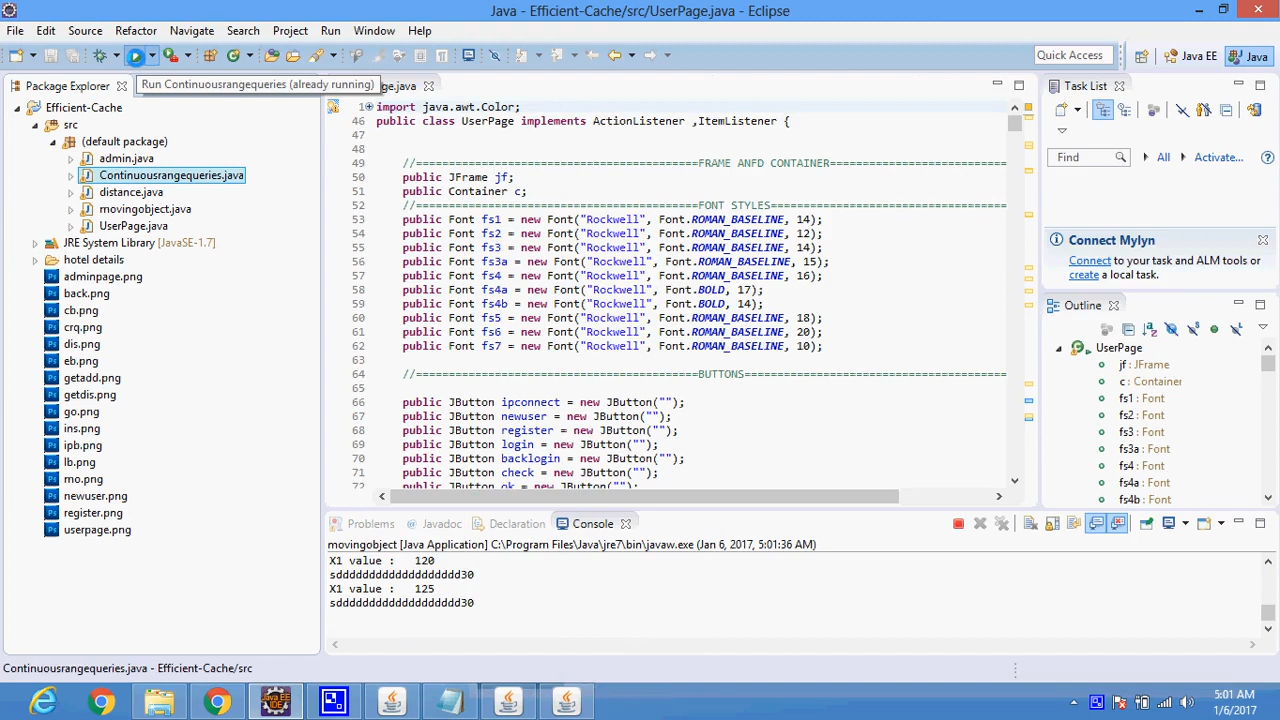 Java - Efficient-Cache/src/UserPage.java - Eclipse
File Edit Source Refactor Navigate Search Project Run Window Help
Quick Access
Java EE
Java
Package Explorer
Run Continuousrangequeries (already running)
ge.java
Task List
Efficient-Cache
src
(default package)
admin.java
Continuousrangequeries.java
distance.java
movingobject.java
UserPage.java
JRE System Library [JavaSE-1.7]
hotel details
adminpage.png
back.png
cb.png
crq.png
dis.png
eb.png
getadd.png
getdis.png
go.png
ins.png
ipb.png
lb.png
mo.png
newuser.png
register.png
userpage.png
1 import java.awt.Color;
46 public class UserPage implements ActionListener ,ItemListener {
47
48
49 //===========================================FRAME ANFD CONTAINER===========================
50 public JFrame jf;
51 public Container c;
52 //===========================================FONT STYLES====================================
53 public Font fs1 = new Font("Rockwell", Font.ROMAN_BASELINE, 14);
54 public Font fs2 = new Font("Rockwell", Font.ROMAN_BASELINE, 12);
55 public Font fs3 = new Font("Rockwell", Font.ROMAN_BASELINE, 14);
56 public Font fs3a = new Font("Rockwell", Font.ROMAN_BASELINE, 15);
57 public Font fs4 = new Font("Rockwell", Font.ROMAN_BASELINE, 16);
58 public Font fs4a = new Font("Rockwell", Font.BOLD, 17);
59 public Font fs4b = new Font("Rockwell", Font.BOLD, 14);
60 public Font fs5 = new Font("Rockwell", Font.ROMAN_BASELINE, 18);
61 public Font fs6 = new Font("Rockwell", Font.ROMAN_BASELINE, 20);
62 public Font fs7 = new Font("Rockwell", Font.ROMAN_BASELINE, 10);
63
64 //===========================================BUTTONS========================================
65
66 public JButton ipconnect = new JButton("");
67 public JButton newuser = new JButton("");
68 public JButton register = new JButton("");
69 public JButton login = new JButton("");
70 public JButton backlogin = new JButton("");
71 public JButton check = new JButton("");
72 public JButton ok = new JButton("");
Find
All
Activate...
Connect Mylyn
Connect to your task and ALM tools or
create a local task.
Outline
UserPage
jf : JFrame
c : Container
fs1 : Font
fs2 : Font
fs3 : Font
fs3a : Font
fs4 : Font
fs4a : Font
fs4b : Font
Problems Javadoc Declaration Console
movingobject [Java Application] C:\Program Files\Java\jre7\bin\javaw.exe (Jan 6, 2017, 5:01:36 AM)
X1 value : 120
sdddddddddddddddddddd30
X1 value : 125
sdddddddddddddddddddd30
Continuousrangequeries.java - Efficient-Cache/src
Java EE
IDE
5:01 AM
1/6/2017